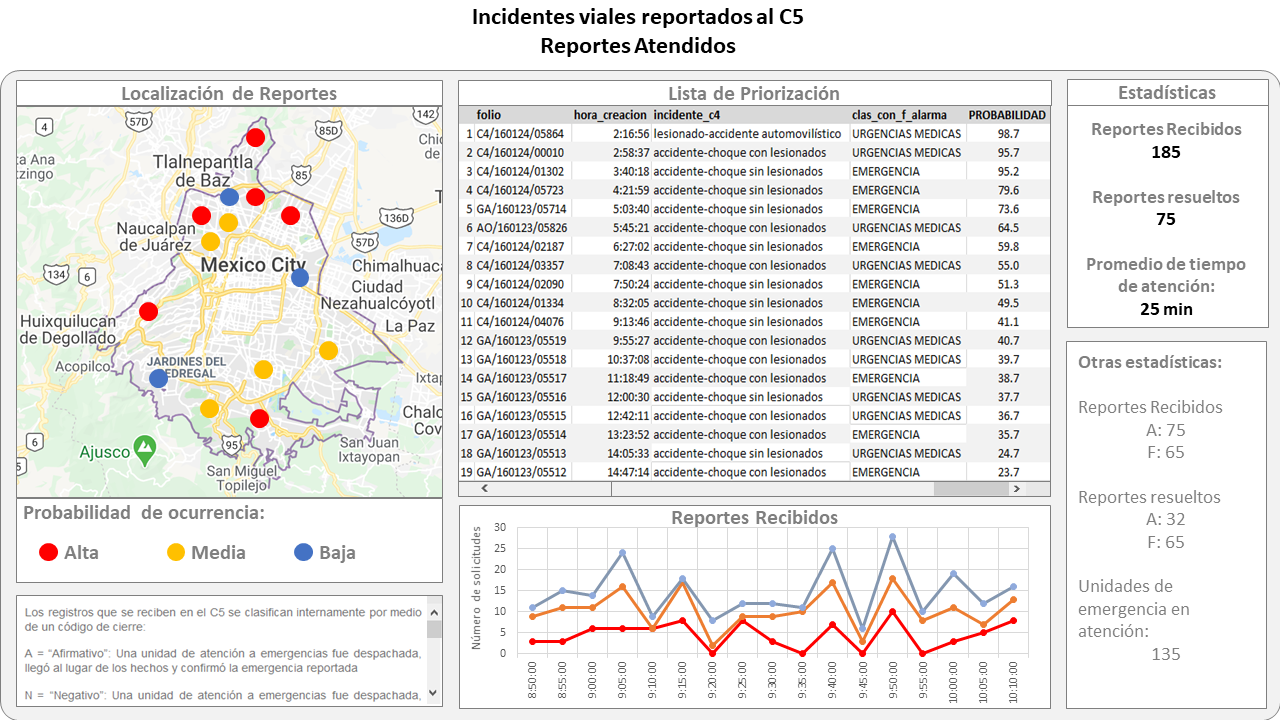 Incidentes viales reportados al C5
Reportes Atendidos
Localización de Reportes
142
57D
4
85D
Tlalnepantla
de Baz
85
136D
Naucalpan
de Juárez
57D
134
6
Mexico City
Chimalhuac
Ciudad
Nezahualcóyotl
Huixquilucan
de Degollado
La Paz
Acopilco
JARDINES DEL
PEDREGAL
Ixtap
Chalc
Cov
6
95
Ajusco
San Juan
Ixtayopan
San Miguel
Topilejo
Probabilidad de ocurrencia:
Alta Media Baja
Los registros que se reciben en el C5 se clasifican internamente por medio
de un código de cierre:
A = “Afirmativo”: Una unidad de atención a emergencias fue despachada,
llegó al lugar de los hechos y confirmó la emergencia reportada
N = “Negativo”: Una unidad de atención a emergencias fue despachada,
Lista de Priorización
folio hora_creacion incidente_c4 clas_con_f_alarma PROBABILIDAD
1 C4/160124/05864 2:16:56 lesionado-accidente automovilístico URGENCIAS MEDICAS 98.7
2 C4/160124/00010 2:58:37 accidente-choque con lesionados URGENCIAS MEDICAS 95.7
3 C4/160124/01302 3:40:18 accidente-choque sin lesionados EMERGENCIA 95.2
4 C4/160124/05723 4:21:59 accidente-choque sin lesionados EMERGENCIA 79.6
5 GA/160123/05714 5:03:40 accidente-choque sin lesionados EMERGENCIA 73.6
6 AO/160123/05826 5:45:21 accidente-choque sin lesionados URGENCIAS MEDICAS 64.5
7 C4/160124/02187 6:27:02 accidente-choque sin lesionados EMERGENCIA 59.8
8 C4/160124/03357 7:08:43 accidente-choque sin lesionados URGENCIAS MEDICAS 55.0
9 C4/160124/02090 7:50:24 accidente-choque sin lesionados EMERGENCIA 51.3
10 C4/160124/01334 8:32:05 accidente-choque sin lesionados EMERGENCIA 49.5
11 C4/160124/04076 9:13:46 accidente-choque sin lesionados EMERGENCIA 41.1
12 GA/160123/05519 9:55:27 accidente-choque con lesionados URGENCIAS MEDICAS 40.7
13 GA/160123/05518 10:37:08 accidente-choque sin lesionados URGENCIAS MEDICAS 39.7
14 GA/160123/05517 11:18:49 accidente-choque con lesionados EMERGENCIA 38.7
15 GA/160123/05516 12:00:30 accidente-choque sin lesionados URGENCIAS MEDICAS 37.7
16 GA/160123/05515 12:42:11 accidente-choque con lesionados URGENCIAS MEDICAS 36.7
17 GA/160123/05514 13:23:52 accidente-choque con lesionados EMERGENCIA 35.7
18 GA/160123/05513 14:05:33 accidente-choque sin lesionados URGENCIAS MEDICAS 24.7
19 GA/160123/05512 14:47:14 accidente-choque con lesionados EMERGENCIA 23.7
Reportes Recibidos
Número de solicitudes
30
25
20
15
10
5
0
8:50:00 8:55:00 9:00:00 9:05:00 9:10:00 9:15:00 9:20:00 9:25:00 9:30:00 9:35:00 9:40:00 9:45:00 9:50:00 9:55:00 10:00:00 10:05:00 10:10:00
Estadísticas
Reportes Recibidos
185
Reportes resueltos
75
Promedio de tiempo
de atención:
25 min
Otras estadísticas:
Reportes Recibidos
A: 75
F: 65
Reportes resueltos
A: 32
F: 65
Unidades de
emergencia en
atención:
135